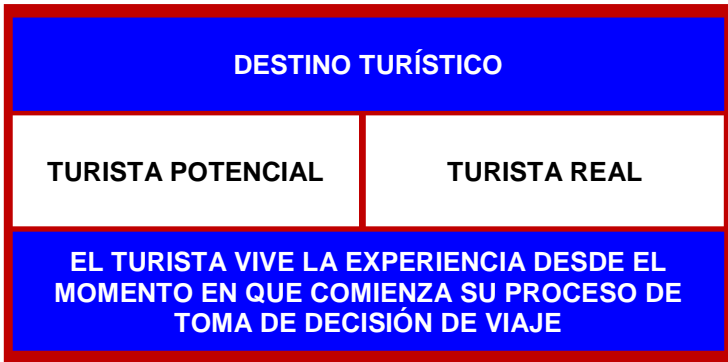 DESTINO TURÍSTICO
TURISTA POTENCIAL
TURISTA REAL
EL TURISTA VIVE LA EXPERIENCIA DESDE EL
MOMENTO EN QUE COMIENZA SU PROCESO DE
TOMA DE DECISIÓN DE VIAJE